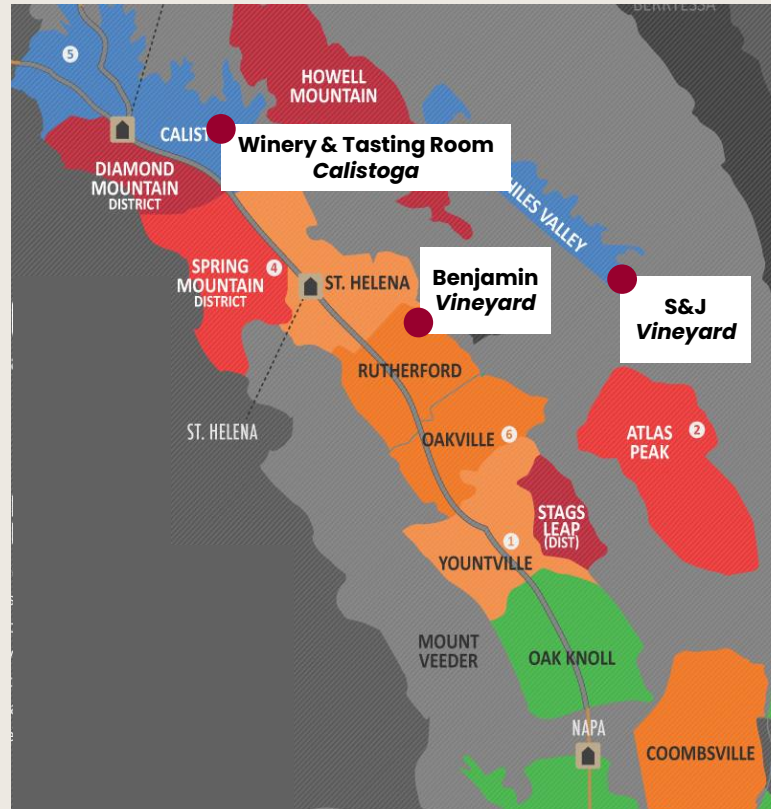 BERRYESSA
5
HOWELL
MOUNTAIN
CALIST
Winery & Tasting Room
Calistoga
DIAMOND
MOUNTAIN
DISTRICT
HILES VALLEY
SPRING
MOUNTAIN
DISTRICT
4
ST. HELENA
Benjamin
Vineyard
S&J
Vineyard
RUTHERFORD
ST. HELENA
OAKVILLE
6
ATLAS
PEAK
2
STAGS
LEAP
(DIST)
1
YOUNTVILLE
MOUNT
VEEDER
OAK KNOLL
NAPA
COOMBSVILLE